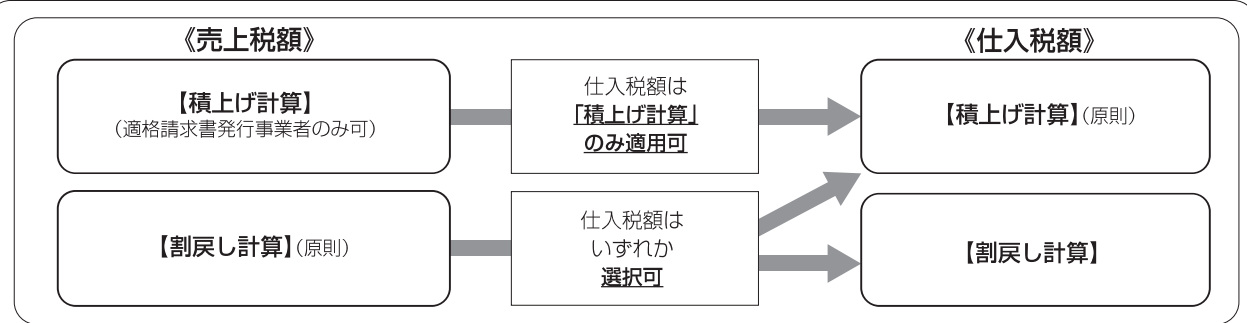 《売上税額》
【積上げ計算】
(適格請求書発行事業者のみ可)
【割戻し計算】(原則)
仕入税額は
「積上げ計算」
のみ適用可
仕入税額は
いずれか
選択可
《仕入税額》
【積上げ計算】(原則)
【割戻し計算】